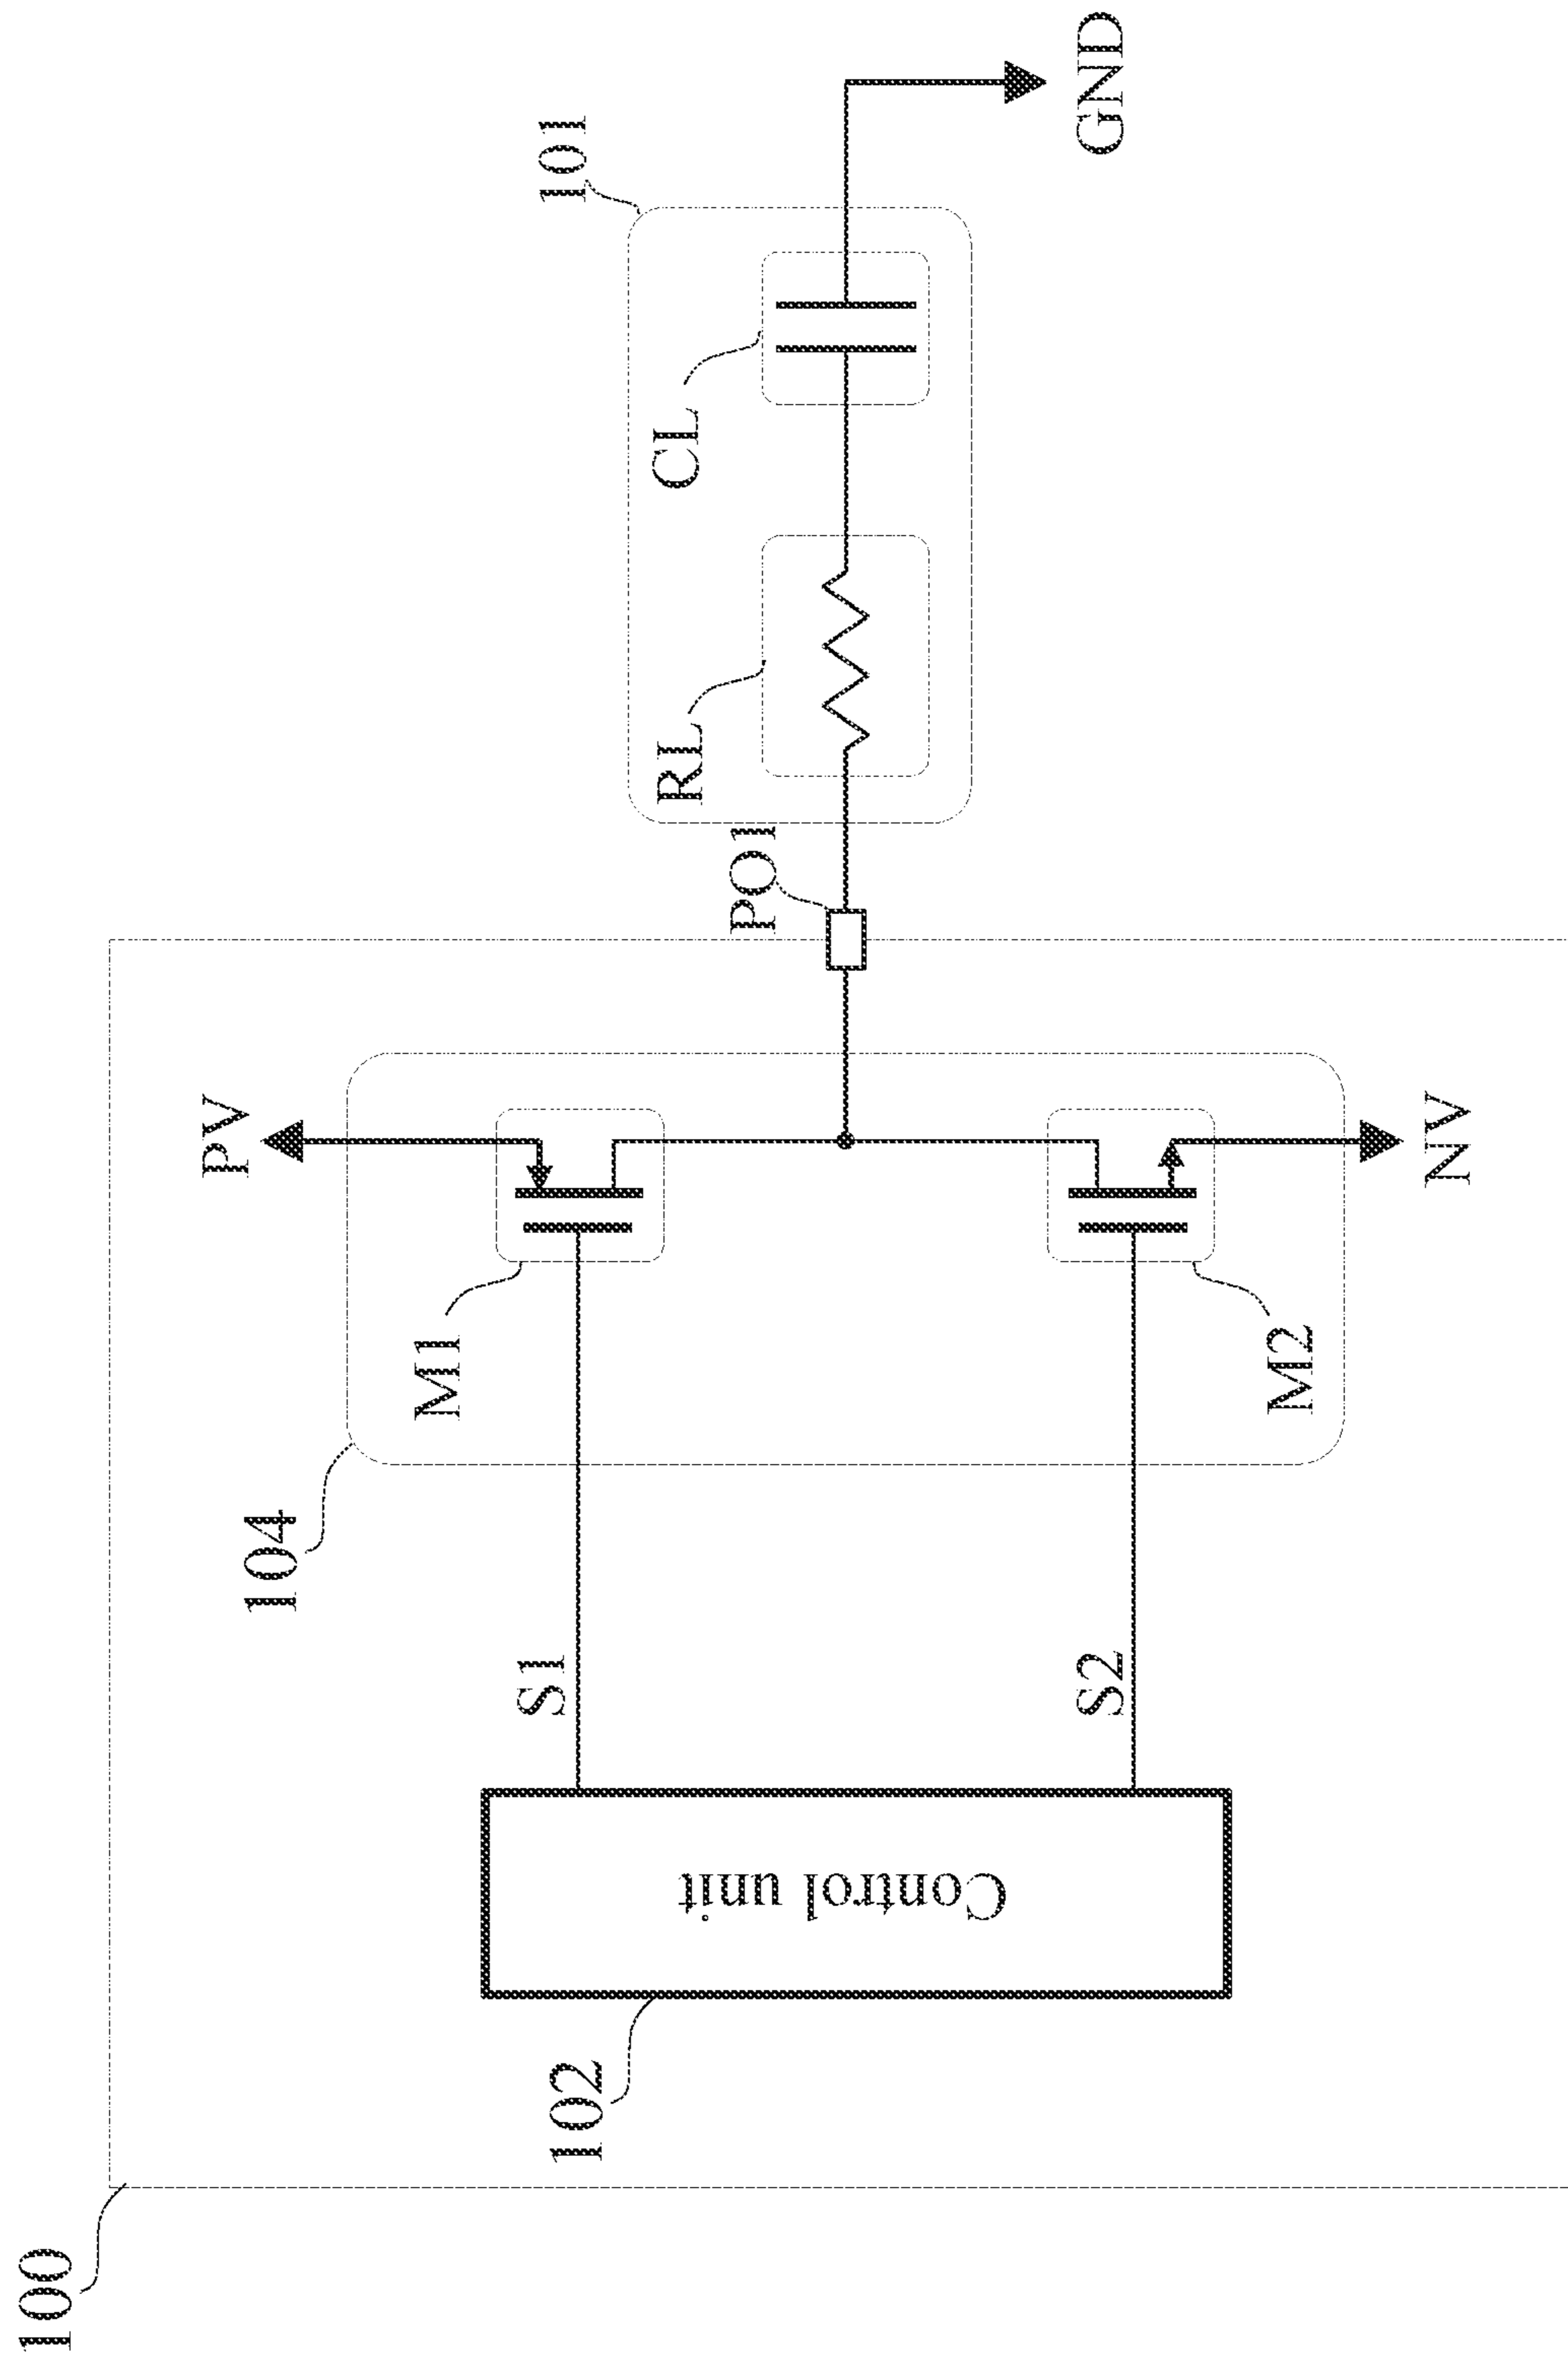 100
102
Control unit
S1
S2
104
M1
M2
PV
NV
PO1
RL
CL
101
GND